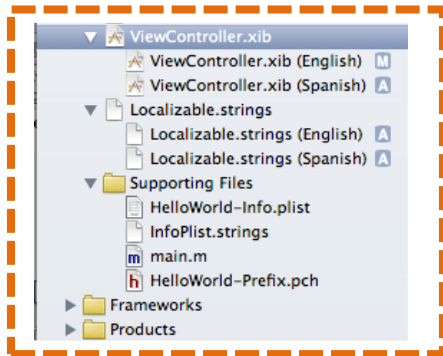 ViewController.xib
ViewController.xib (English) M
ViewController.xib (Spanish) A
Localizable.strings
Localizable.strings (English) A
Localizable.strings (Spanish) A
Supporting Files
HelloWorld-Info.plist
InfoPlist.strings
m main.m
h HelloWorld-Prefix.pch
Frameworks
Products